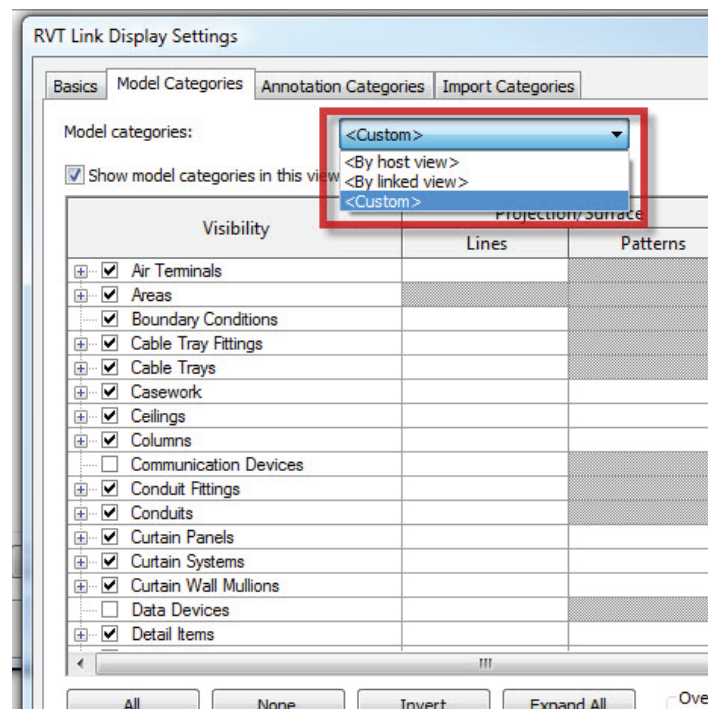 RVT Link Display Settings
Basics Model Categories Annotation Categories Import Categories
Model categories: <Custom>
<By host view>
Show model categories in this view <By linked view>
<Custom>
Visibility Projection/Surface
Lines Patterns
Air Terminals
Areas
Boundary Conditions
Cable Tray Fittings
Cable Trays
Casework
Ceilings
Columns
Communication Devices
Conduit Fittings
Conduits
Curtain Panels
Curtain Systems
Curtain Wall Mullions
Data Devices
Detail Items
All None Invert Expand All Ove